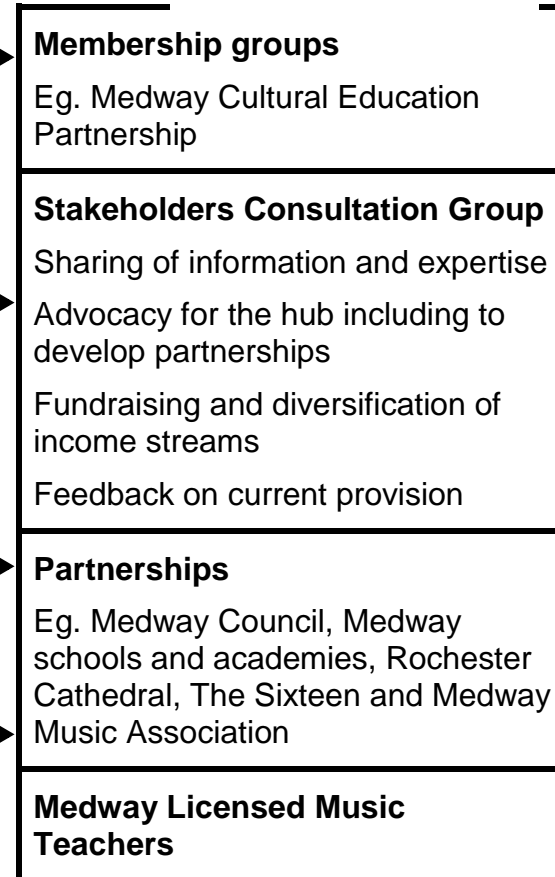 Membership groups
Eg. Medway Cultural Education
Partnership
Stakeholders Consultation Group
Sharing of information and expertise
Advocacy for the hub including to
develop partnerships
Fundraising and diversification of
income streams
Feedback on current provision
Partnerships
Eg. Medway Council, Medway
schools and academies, Rochester
Cathedral, The Sixteen and Medway
Music Association
Medway Licensed Music
Teachers